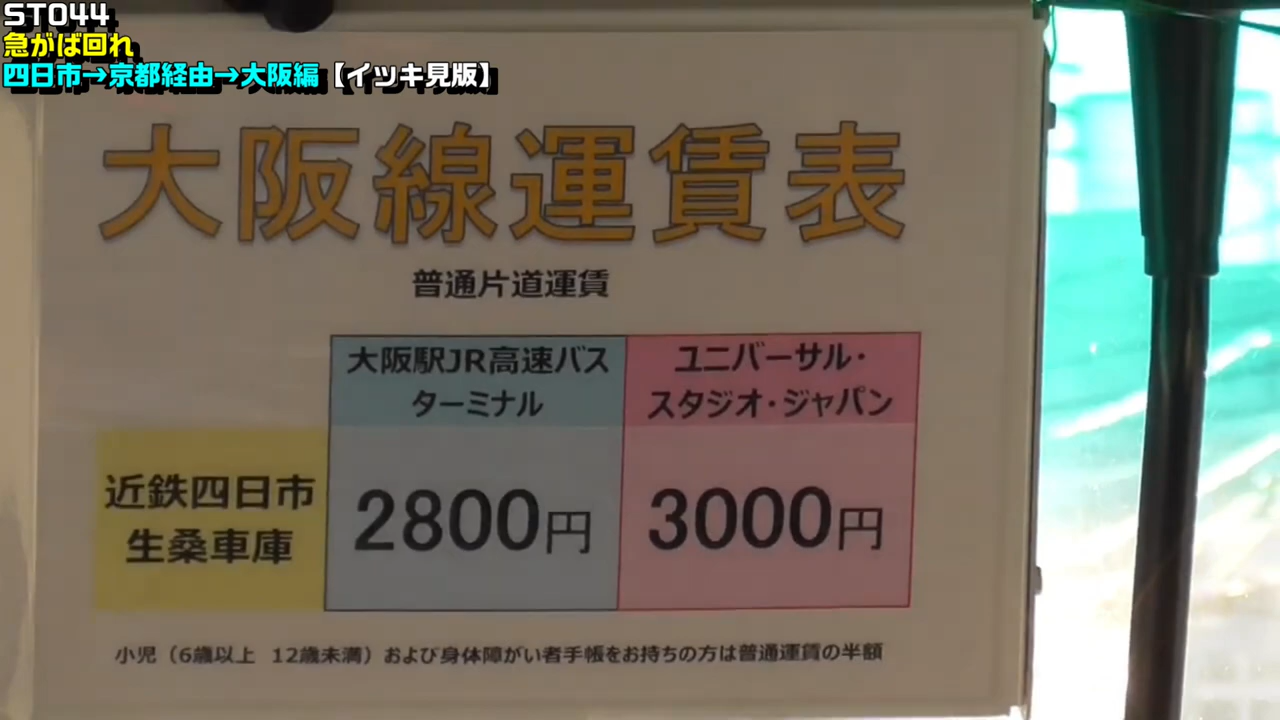 ST044
急がば回れ
四日市→京都経由→大阪編【イツキ見版】
大阪線運賃表
普通片道運賃
大阪駅JR高速バス
ターミナル
ユニバーサル・
スタジオ・ジャパン
近鉄四日市
生桑車庫
2800円
3000円
小児（6歳以上 12歳未満）および身体障がい者手帳をお持ちの方は普通運賃の半額